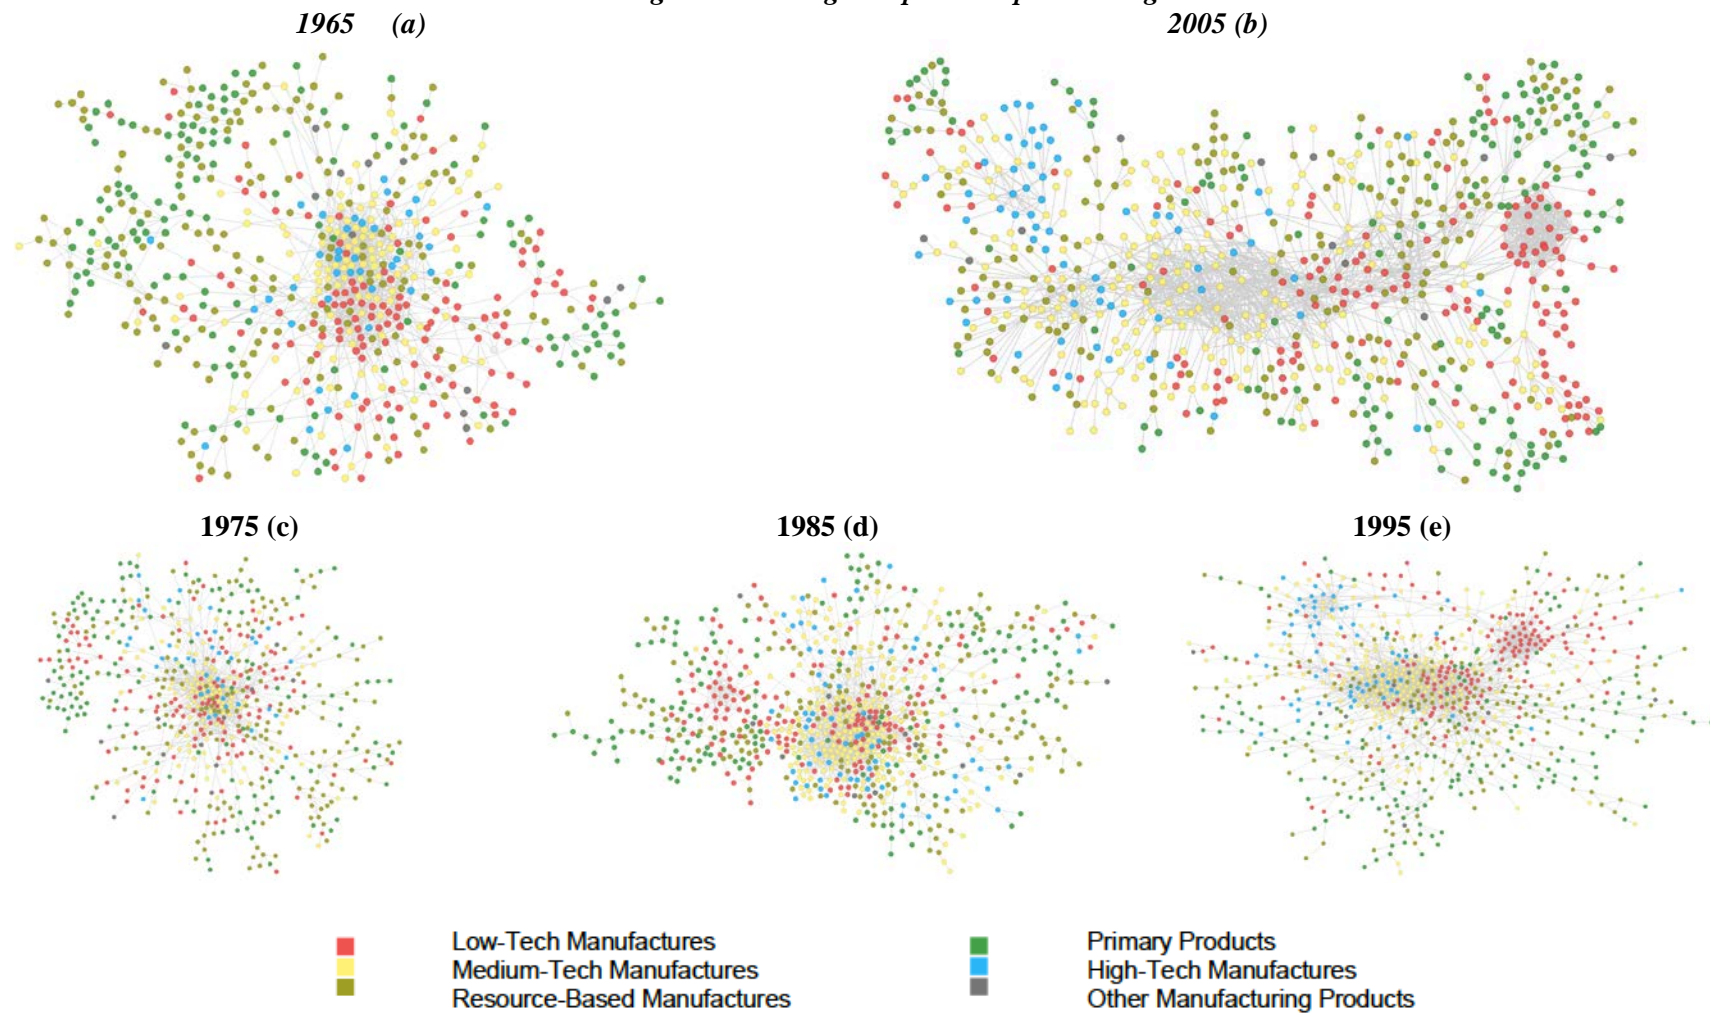 1965 (a)
2005 (b)
1975 (c)
1985 (d)
1995 (e)
Low-Tech Manufactures
Medium-Tech Manufactures
Resource-Based Manufactures
Primary Products
High-Tech Manufactures
Other Manufacturing Products